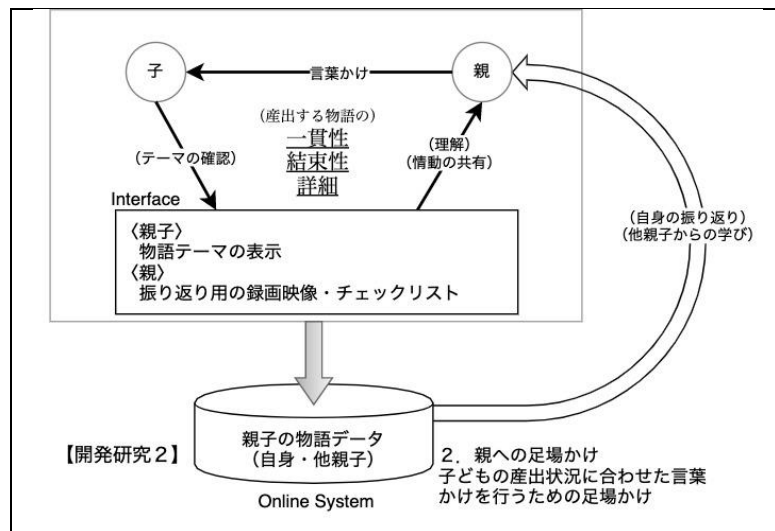 子
言葉かけ
親
(産出する物語の)
一貫性
結束性
詳細
(テーマの確認)
(理解)
(情動の共有)
Interface
〈親子〉
物語テーマの表示
〈親〉
振り返り用の録画映像・チェックリスト
(自身の振り返り)
(他親子からの学び)
【開発研究２】
親子の物語データ
(自身・他親子)
Online System
２．親への足場かけ
子どもの産出状況に合わせた言葉
かけを行うための足場かけ